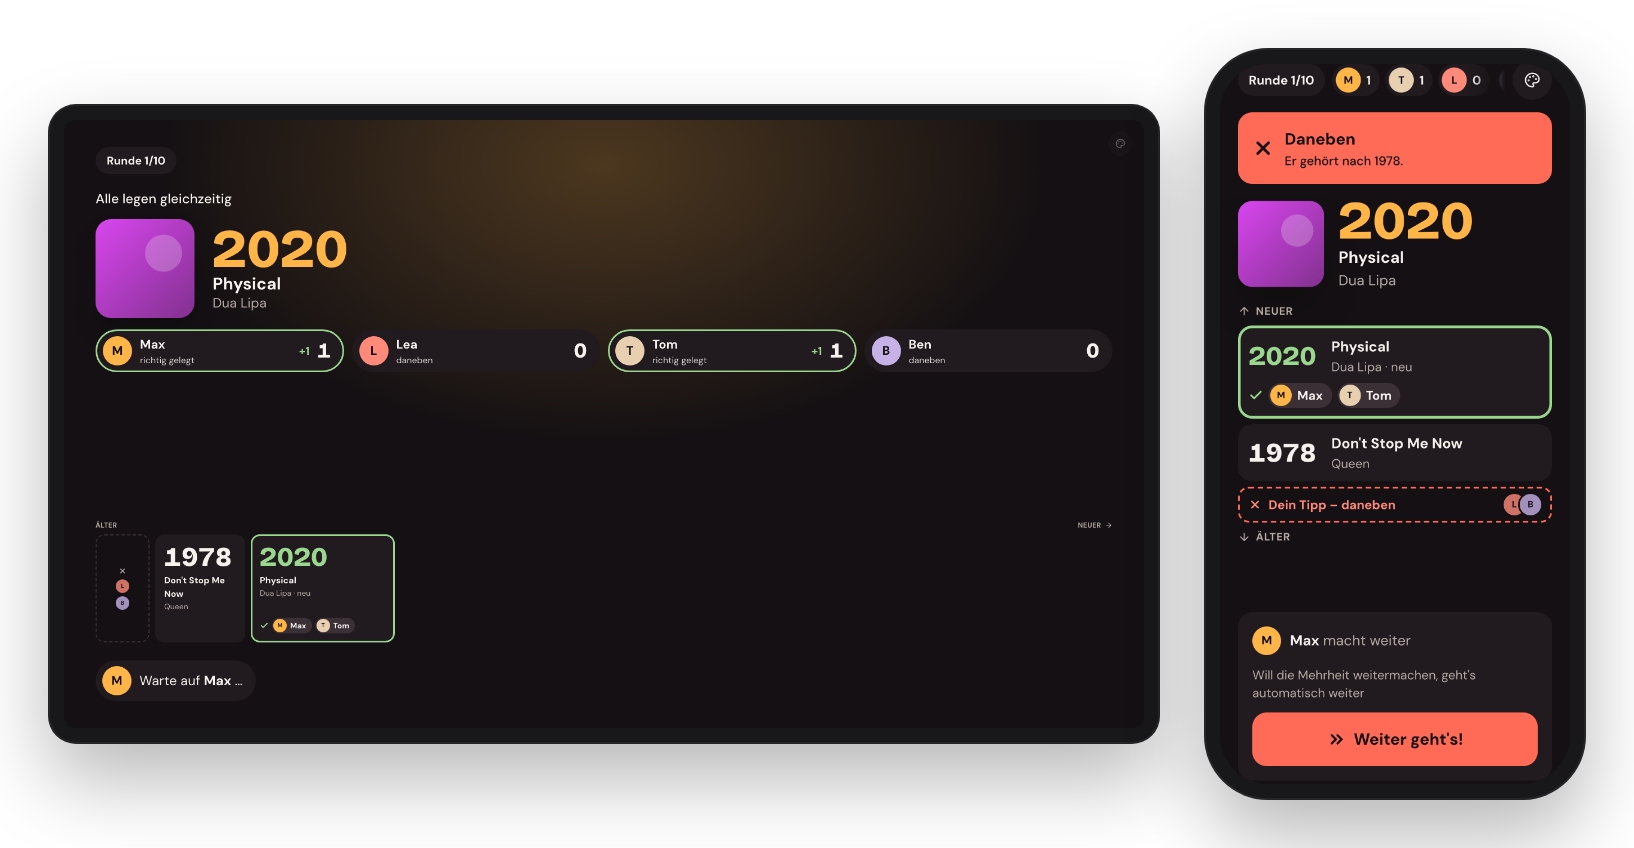 Runde 1/10
Alle legen gleichzeitig
2020
Physical
Dua Lipa
M Max +1 1
richtig gelegt
L Lea 0
daneben
T Tom +1 1
richtig gelegt
B Ben 0
daneben
ÄLTER
NEUER →
×
L
B
1978
Don't Stop Me
Now
Queen
2020
Physical
Dua Lipa · neu
✓ M Max T Tom
M Warte auf Max ...
Runde 1/10 M 1 T 1 L 0
Daneben
Er gehört nach 1978.
2020
Physical
Dua Lipa
↑ NEUER
2020 Physical
Dua Lipa · neu
✓ M Max T Tom
1978 Don't Stop Me Now
Queen
× Dein Tipp – daneben L B
↓ ÄLTER
M Max macht weiter
Will die Mehrheit weitermachen, geht's
automatisch weiter
Weiter geht's!